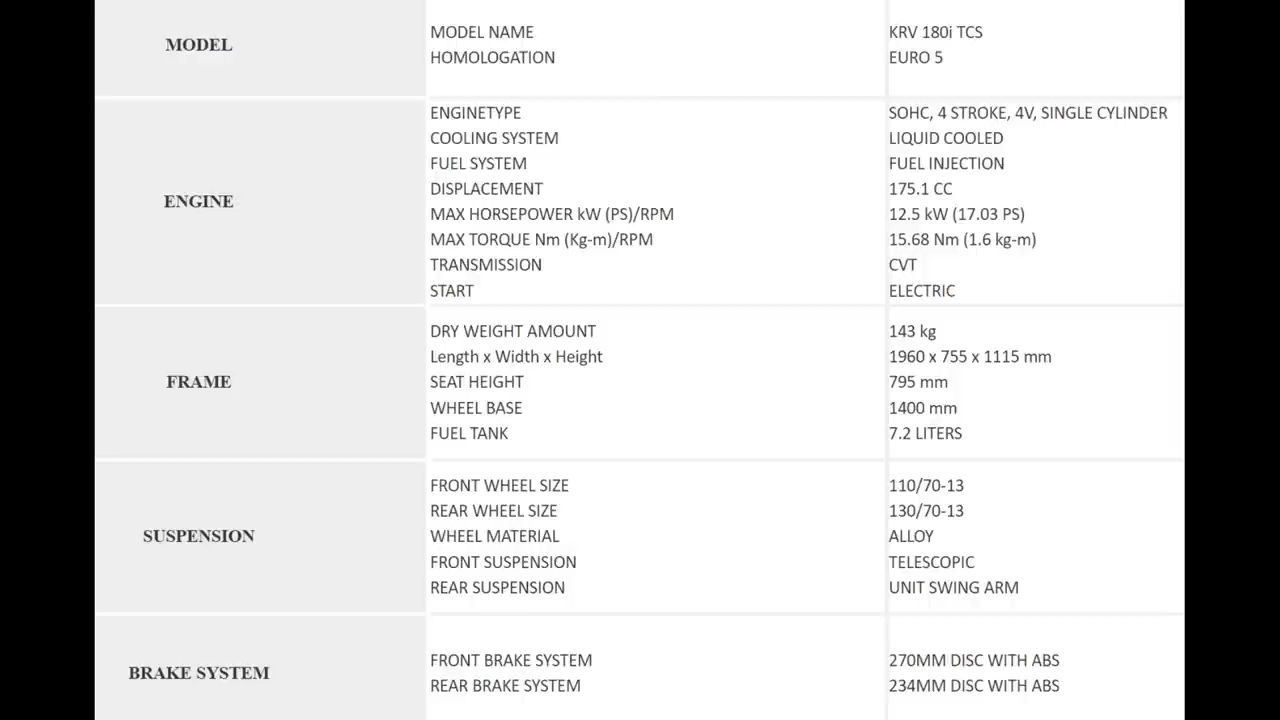 MODEL
MODEL NAME KRV 180i TCS
HOMOLOGATION EURO 5
ENGINE
ENGINETYPE SOHC, 4 STROKE, 4V, SINGLE CYLINDER
COOLING SYSTEM LIQUID COOLED
FUEL SYSTEM FUEL INJECTION
DISPLACEMENT 175.1 CC
MAX HORSEPOWER kW (PS)/RPM 12.5 kW (17.03 PS)
MAX TORQUE Nm (Kg-m)/RPM 15.68 Nm (1.6 kg-m)
TRANSMISSION CVT
START ELECTRIC
FRAME
DRY WEIGHT AMOUNT 143 kg
Length x Width x Height 1960 x 755 x 1115 mm
SEAT HEIGHT 795 mm
WHEEL BASE 1400 mm
FUEL TANK 7.2 LITERS
SUSPENSION
FRONT WHEEL SIZE 110/70-13
REAR WHEEL SIZE 130/70-13
WHEEL MATERIAL ALLOY
FRONT SUSPENSION TELESCOPIC
REAR SUSPENSION UNIT SWING ARM
BRAKE SYSTEM
FRONT BRAKE SYSTEM 270MM DISC WITH ABS
REAR BRAKE SYSTEM 234MM DISC WITH ABS